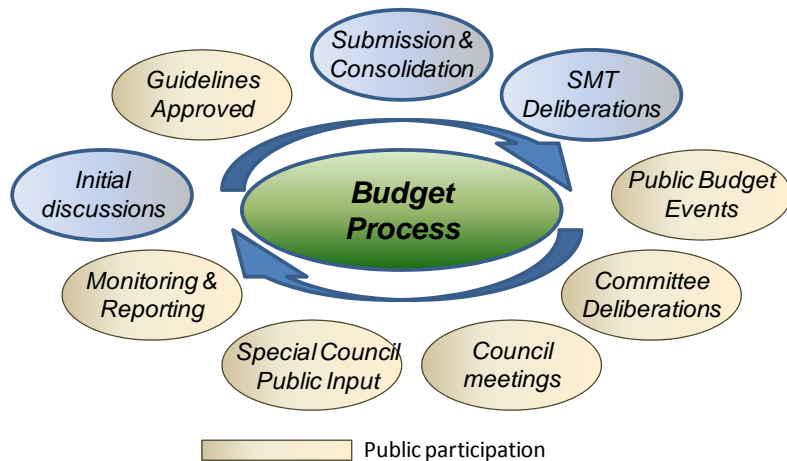 Submission &
Consolidation
Guidelines
Approved
SMT
Deliberations
Initial
discussions
Budget
Process
Public Budget
Events
Monitoring &
Reporting
Committee
Deliberations
Special Council
Public Input
Council
meetings
Public participation